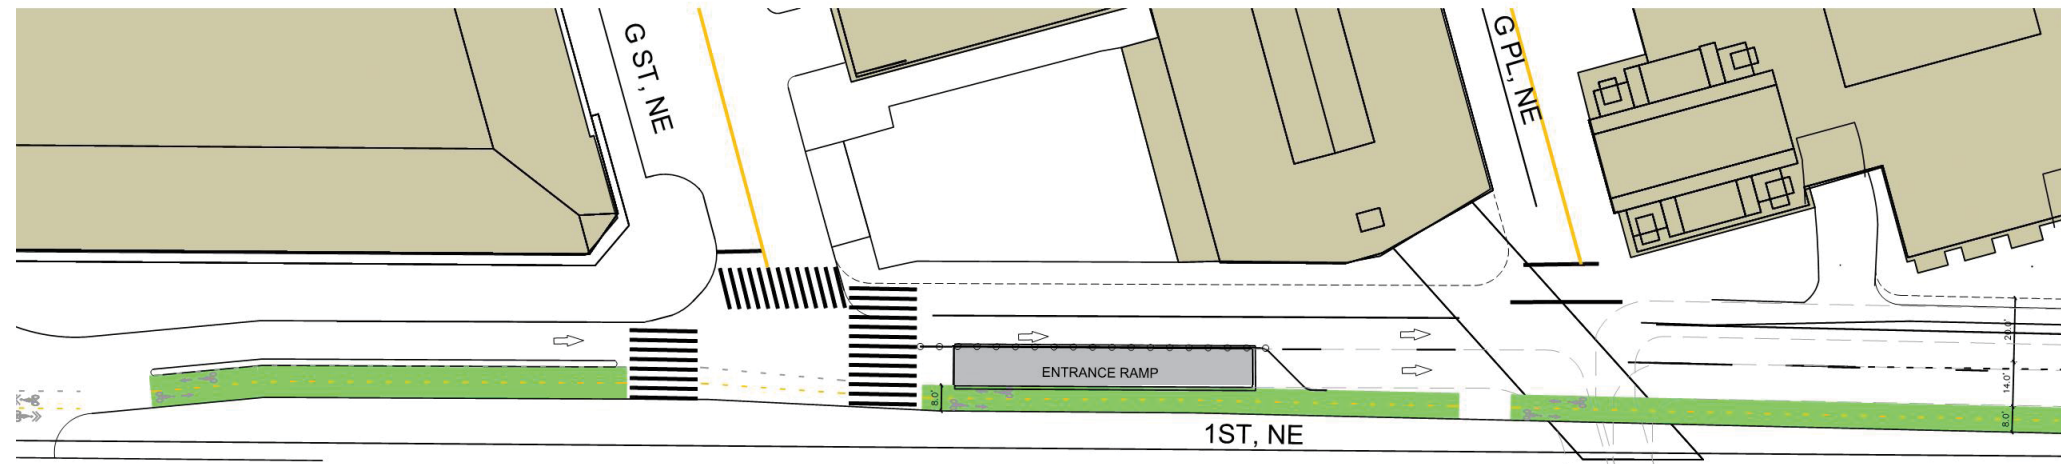 G ST, NE
G PL, NE
20.0'
14.0'
8.0'
ENTRANCE RAMP
8.0'
1ST, NE